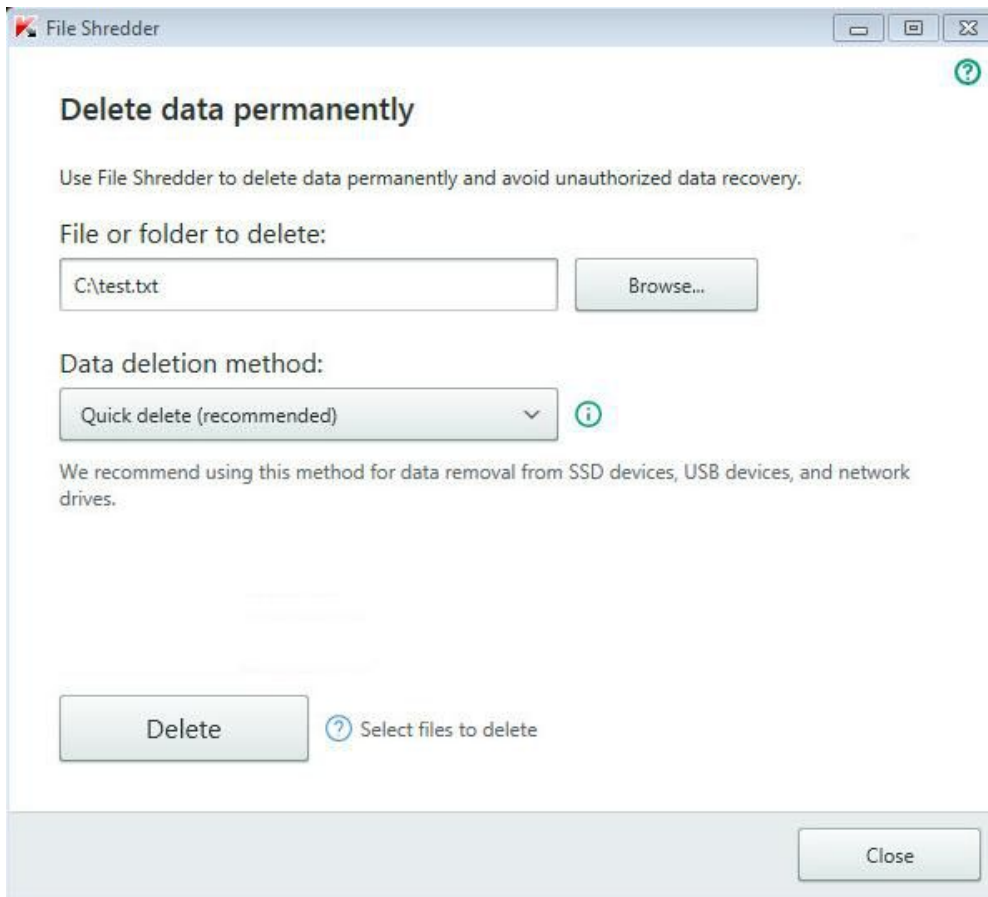 File Shredder
Delete data permanently
Use File Shredder to delete data permanently and avoid unauthorized data recovery.
File or folder to delete:
C:\test.txt
Browse...
Data deletion method:
Quick delete (recommended)
We recommend using this method for data removal from SSD devices, USB devices, and network
drives.
Delete
Select files to delete
Close